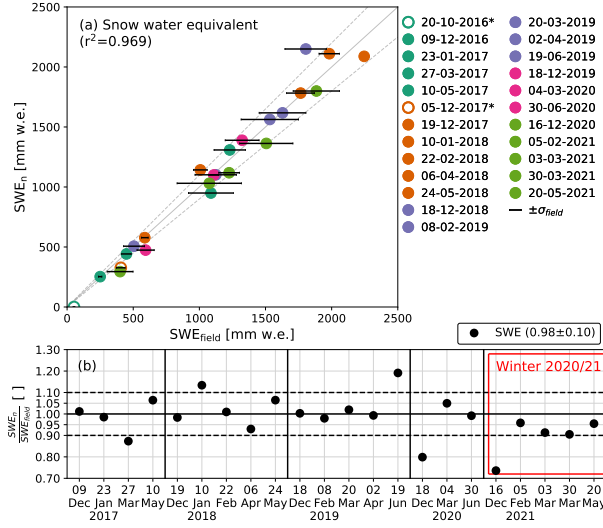 (a) Snow water equivalent
(r²=0.969)
2500
2000
1500
1000
500
0
SWEn [mm w.e.]
0 500 1000 1500 2000 2500
SWEfield [mm w.e.]
20-10-2016*
09-12-2016
23-01-2017
27-03-2017
10-05-2017
05-12-2017*
19-12-2017
10-01-2018
22-02-2018
06-04-2018
24-05-2018
18-12-2018
08-02-2019
20-03-2019
02-04-2019
19-06-2019
18-12-2019
04-03-2020
30-06-2020
16-12-2020
05-02-2021
03-03-2021
30-03-2021
20-05-2021
±σfield
SWE (0.98±0.10)
(b)
Winter 2020/21
1.30
1.20
1.10
1.00
0.90
0.80
0.70
SWEn
SWEfield
[ ]
09 23 27 10 19 10 22 06 24 18 08 20 02 19 18 04 30 16 05 03 30 20
Dec Jan Mar May Dec Jan Feb Apr May Dec Feb Mar Apr Jun Dec Mar Jun Dec Feb Mar Mar May
2017 2018 2019 2020 2021